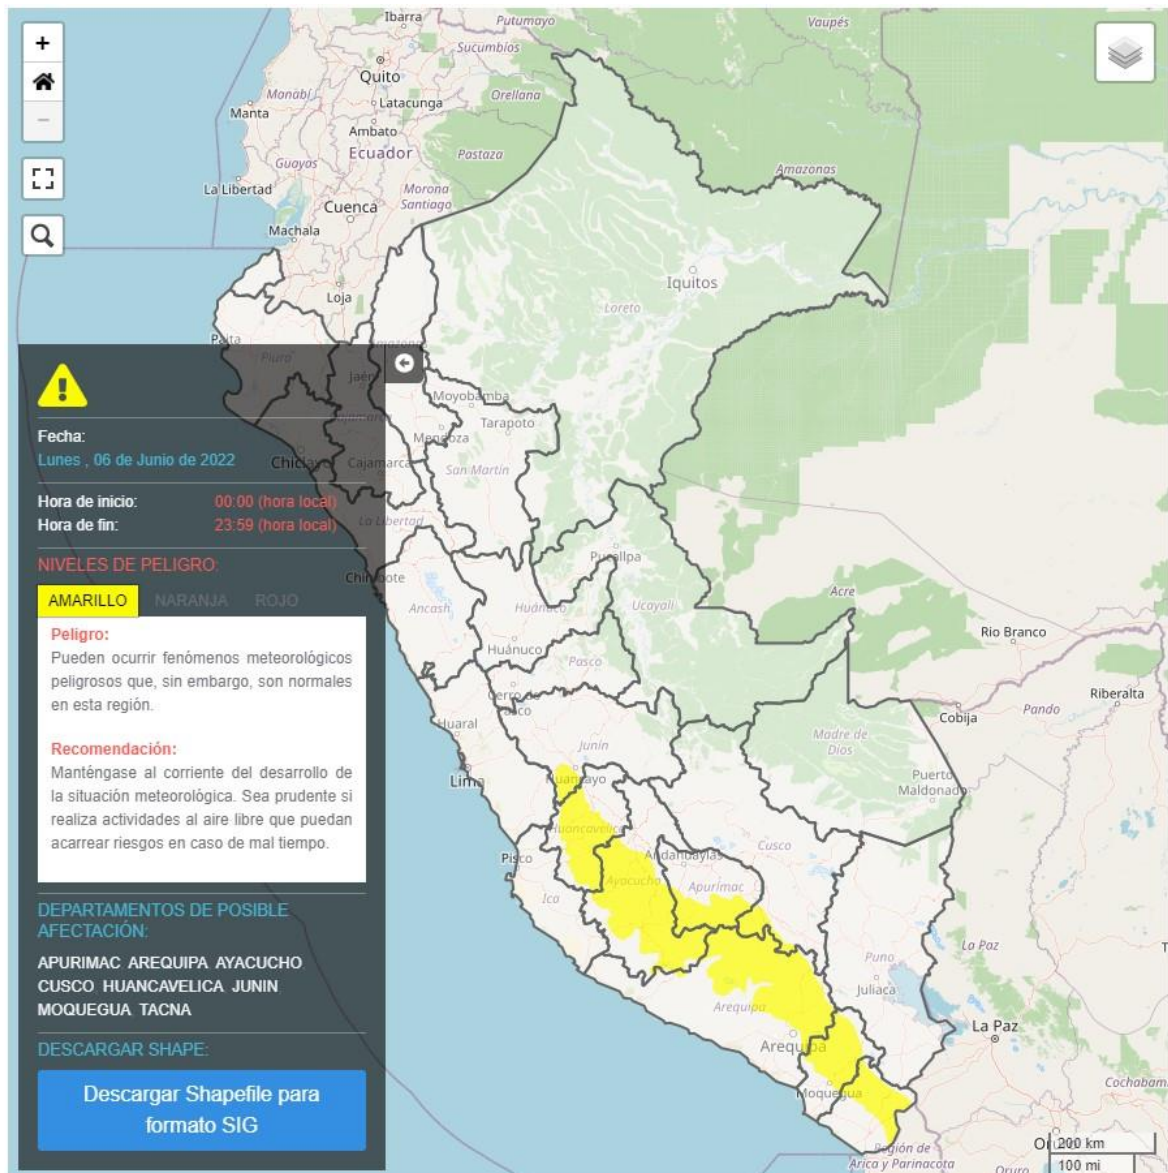 Ibarra
Putumayo
Vaupés
+
Sucumbíos
Quito
Manabí
Orellana
Latacunga
Manta
Ambato
Ecuador
Pastaza
Guayas
Amazonas
La Libertad
Morona
Santiago
Cuenca
Machala
Iquitos
Loja
Loreto
Paita
Piura
Jaén
Moyobamba
Tarapoto
Mendoza
Fecha:
Lunes , 06 de Junio de 2022
Chiclayo
Cajamarca
San Martín
Hora de inicio: 00:00 (hora local)
Hora de fin: 23:59 (hora local)
La Libertad
NIVELES DE PELIGRO:
Pucallpa
Chimbote
AMARILLO NARANJA ROJO
Ancash
Huánuco
Ucayali
Acre
Rio Branco
Peligro:
Pueden ocurrir fenómenos meteorológicos
peligrosos que, sin embargo, son normales
en esta región.
Huánuco
Pasco
Cerro de
Pasco
Riberalta
Pando
Cobija
Huaral
Madre de
Dios
Recomendación:
Manténgase al corriente del desarrollo de
la situación meteorológica. Sea prudente si
realiza actividades al aire libre que puedan
acarrear riesgos en caso de mal tiempo.
Junín
Lima
Huancayo
Puerto
Maldonado
Huancavelica
Cusco
Pisco
Andahuaylas
Ayacucho
Apurímac
Ica
DEPARTAMENTOS DE POSIBLE
AFECTACIÓN:
APURIMAC AREQUIPA AYACUCHO
CUSCO HUANCAVELICA JUNIN
MOQUEGUA TACNA
La Paz
Puno
Juliaca
Arequipa
La Paz
Arequipa
DESCARGAR SHAPE:
Descargar Shapefile para
formato SIG
Moquegua
Cochabam
200 km
100 mi
Región de
Arica y Parinacota
Oruro